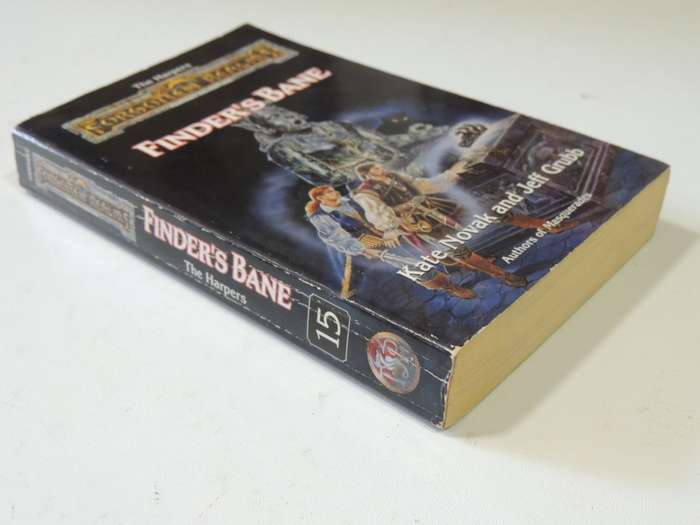 The Harpers
FORGOTTEN REALMS
FINDER'S BANE
Kate Novak and Jeff Grubb
Authors of Masquerades
FORGOTTEN REALMS
FINDER'S BANE
The Harpers
15
TSR